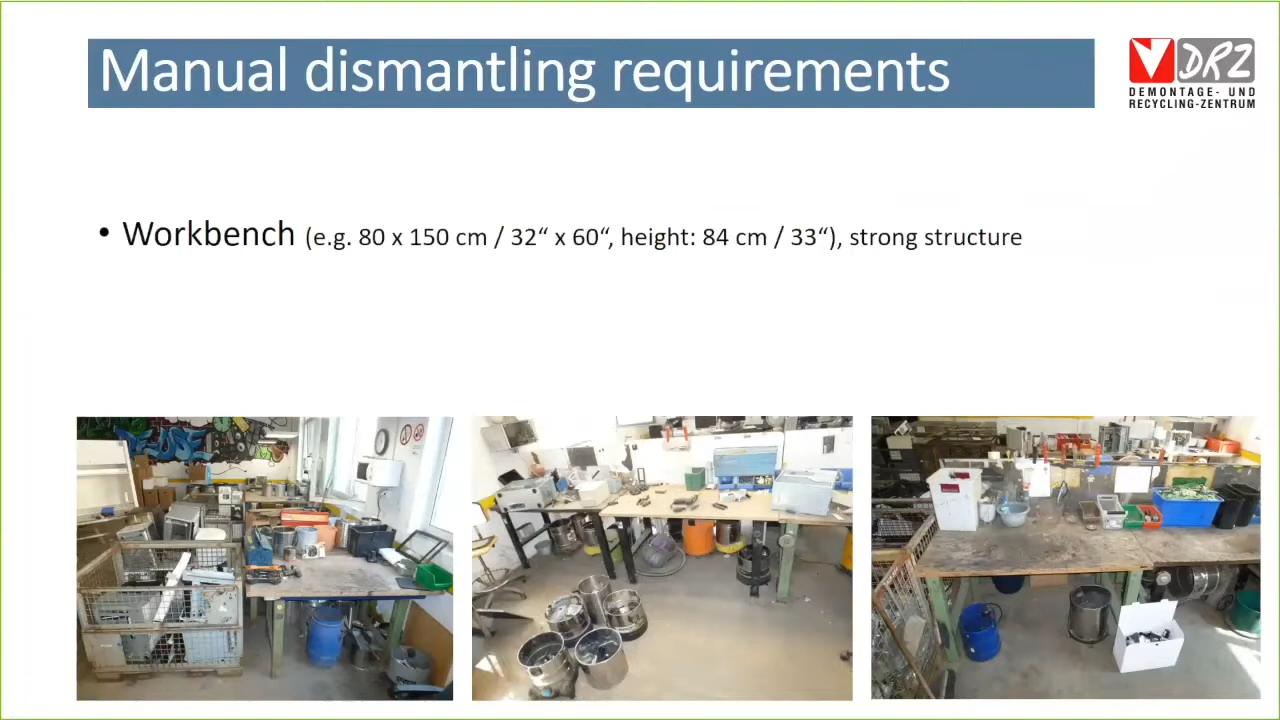 Manual dismantling requirements
DRZ
DEMONTAGE- UND
RECYCLING-ZENTRUM
• Workbench (e.g. 80 x 150 cm / 32“ x 60“, height: 84 cm / 33“), strong structure